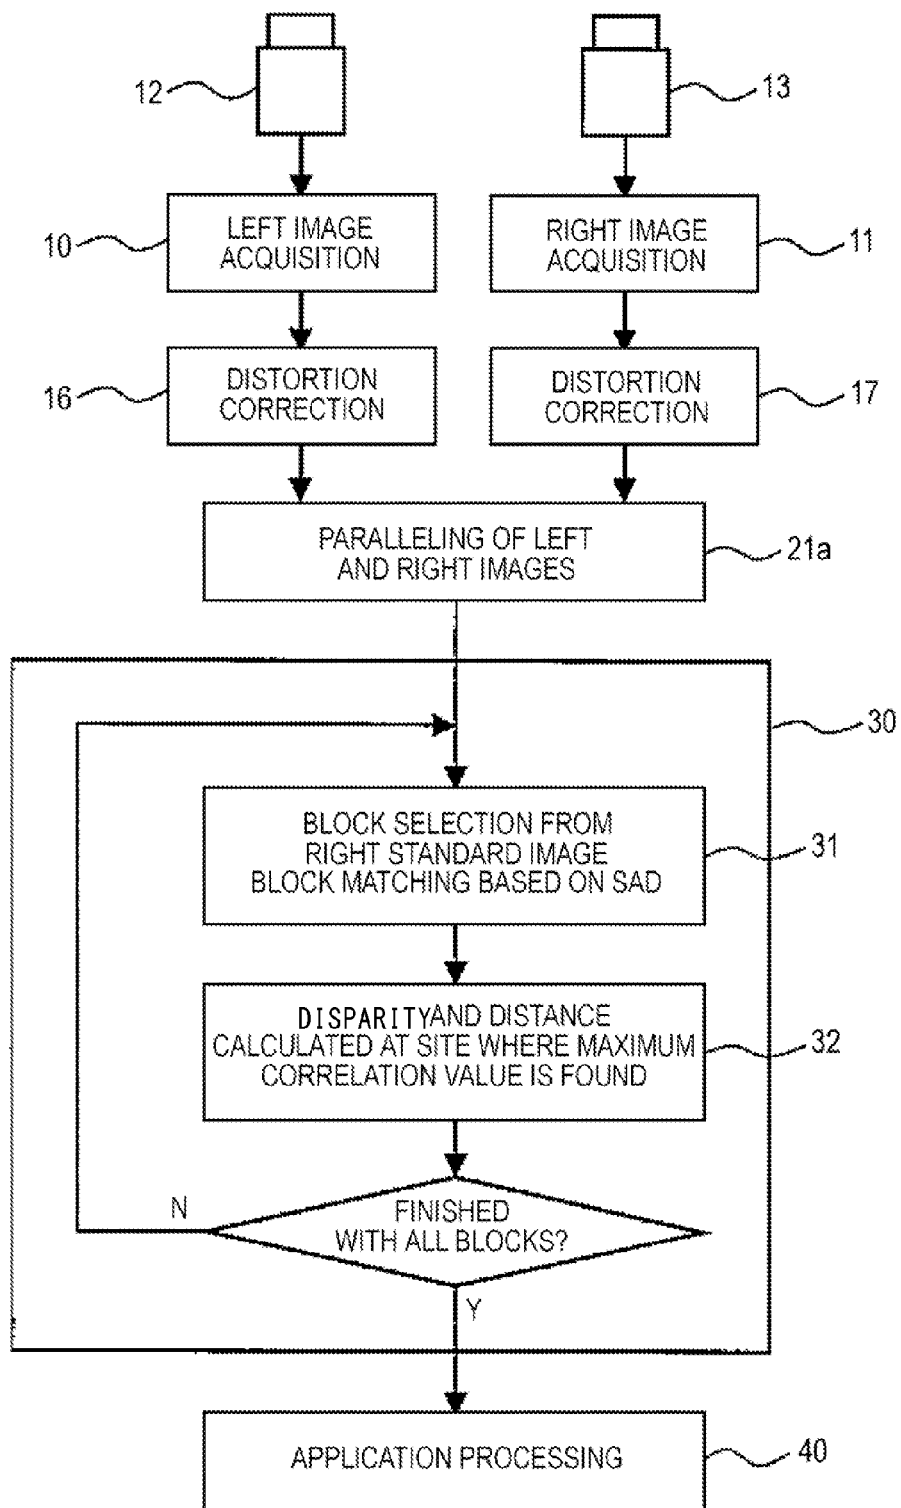 12
13
LEFT IMAGE
ACQUISITION
10
RIGHT IMAGE
ACQUISITION
11
DISTORTION
CORRECTION
16
DISTORTION
CORRECTION
17
PARALLELING OF LEFT
AND RIGHT IMAGES
21a
30
BLOCK SELECTION FROM
RIGHT STANDARD IMAGE
BLOCK MATCHING BASED ON SAD
31
DISPARITY AND DISTANCE
CALCULATED AT SITE WHERE MAXIMUM
CORRELATION VALUE IS FOUND
32
N
FINISHED
WITH ALL BLOCKS?
Y
APPLICATION PROCESSING
40